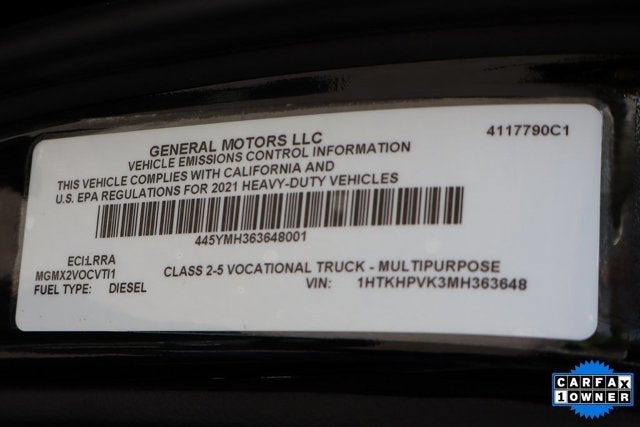 GENERAL MOTORS LLC
4117790C1
VEHICLE EMISSIONS CONTROL INFORMATION
THIS VEHICLE COMPLIES WITH CALIFORNIA AND
U.S. EPA REGULATIONS FOR 2021 HEAVY-DUTY VEHICLES
445YMH363648001
ECI:LRRA
MGMX2VOCVTI1
CLASS 2-5 VOCATIONAL TRUCK - MULTIPURPOSE
FUEL TYPE: DIESEL
VIN: 1HTKHPVK3MH363648
CARFAX
1 OWNER